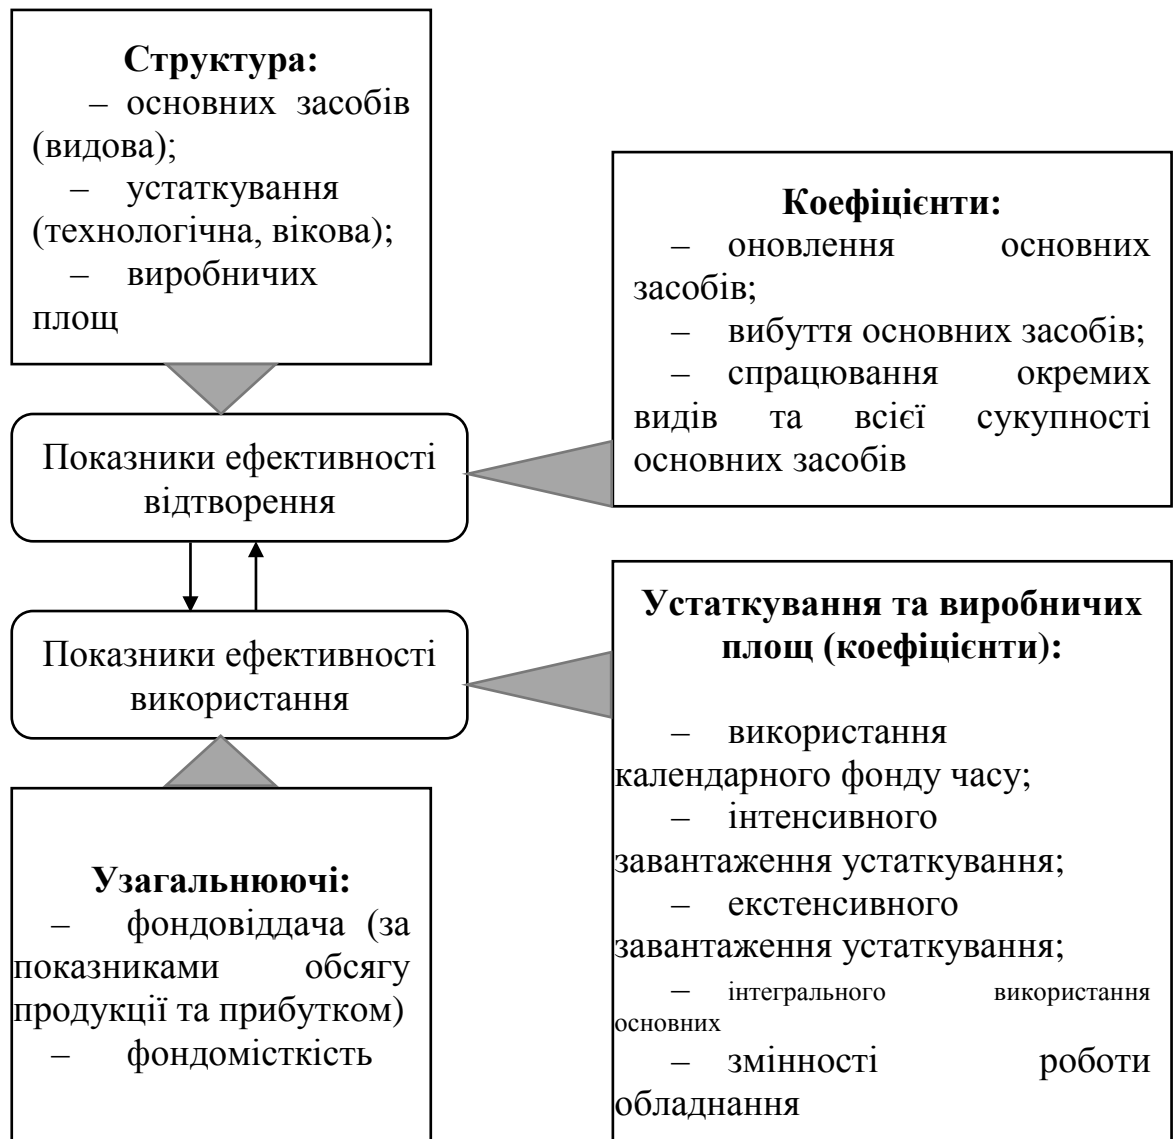 Структура:
– основних засобів
(видова);
– устаткування
(технологічна, вікова);
– виробничих
площ
Коефіцієнти:
– оновлення основних
засобів;
– вибуття основних засобів;
– спрацювання окремих
видів та всієї сукупності
основних засобів
Показники ефективності
відтворення
Показники ефективності
використання
Устаткування та виробничих
площ (коефіцієнти):
– використання
календарного фонду часу;
– інтенсивного
завантаження устаткування;
– екстенсивного
завантаження устаткування;
– інтегрального використання
основних
– змінності роботи
обладнання
Узагальнюючі:
– фондовіддача (за
показниками обсягу
продукції та прибутком)
– фондомісткість